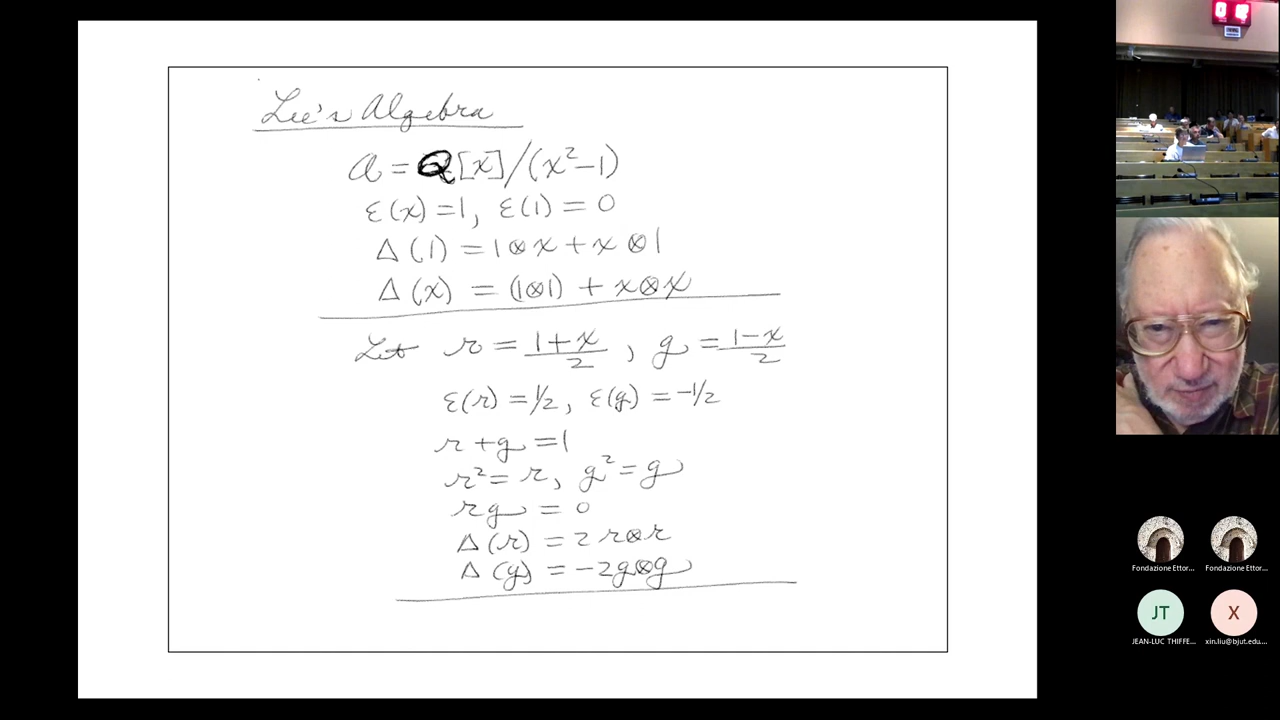 Lee's Algebra
a = Q[x]/(x²-1)
ε(x) = 1, ε(1) = 0
Δ(1) = 1⊗x + x⊗1
Δ(x) = (1⊗1) + x⊗x
Let r = 1+x/2, g = 1-x/2
ε(r) = 1/2, ε(g) = -1/2
r + g = 1
r² = r, g² = g
rg = 0
Δ(r) = 2 r⊗r
Δ(g) = -2g⊗g
Fondazione Ettor...
Fondazione Ettor...
JT
X
JEAN-LUC THIFFE...
xin.liu@bjut.edu....